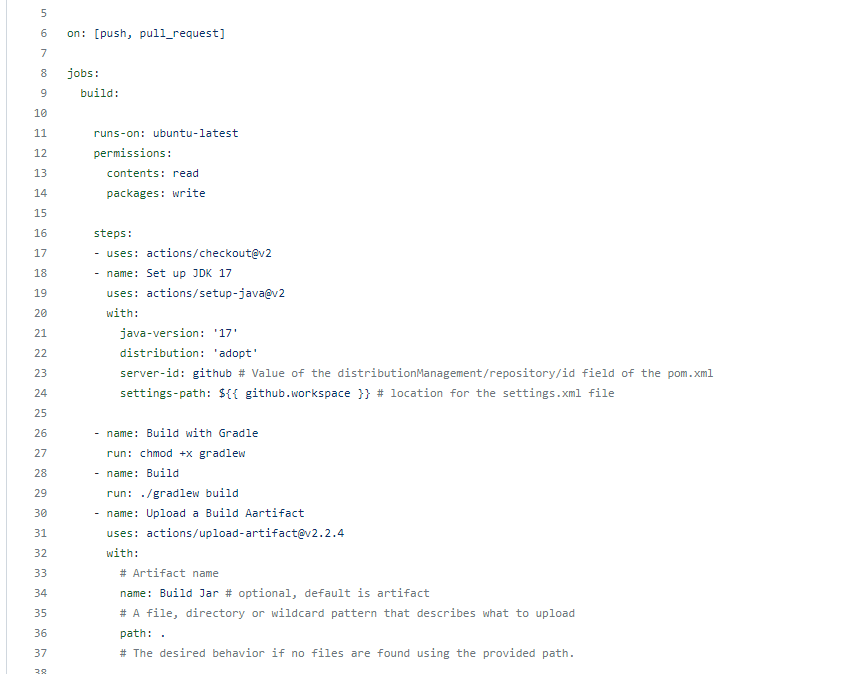 5
6 on: [push, pull_request]
7
8 jobs:
9 build:
10
11 runs-on: ubuntu-latest
12 permissions:
13 contents: read
14 packages: write
15
16 steps:
17 - uses: actions/checkout@v2
18 - name: Set up JDK 17
19 uses: actions/setup-java@v2
20 with:
21 java-version: '17'
22 distribution: 'adopt'
23 server-id: github # Value of the distributionManagement/repository/id field of the pom.xml
24 settings-path: ${{ github.workspace }} # location for the settings.xml file
25
26 - name: Build with Gradle
27 run: chmod +x gradlew
28 - name: Build
29 run: ./gradlew build
30 - name: Upload a Build Aartifact
31 uses: actions/upload-artifact@v2.2.4
32 with:
33 # Artifact name
34 name: Build Jar # optional, default is artifact
35 # A file, directory or wildcard pattern that describes what to upload
36 path: .
37 # The desired behavior if no files are found using the provided path.
38